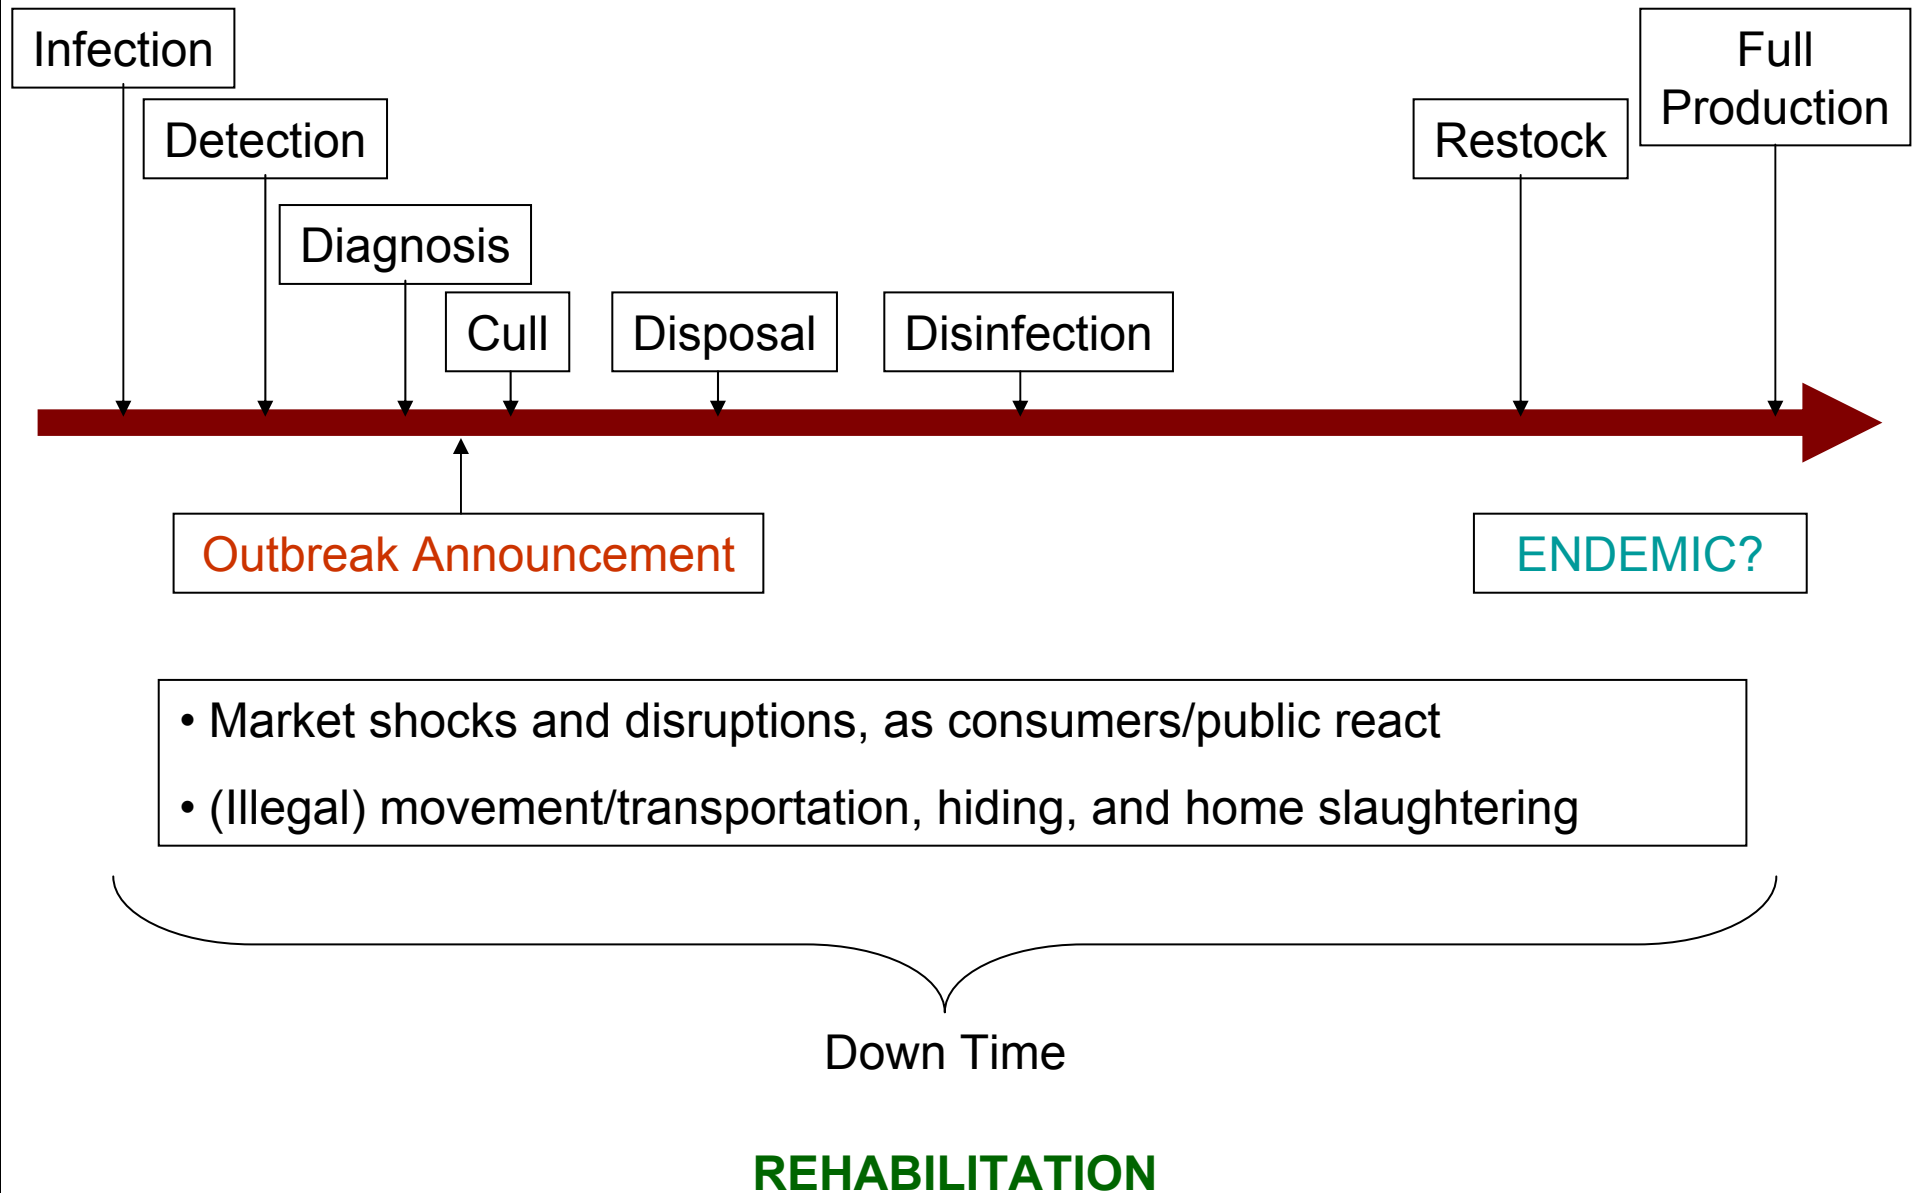 Infection
Full
Production
Detection
Restock
Diagnosis
Cull
Disposal
Disinfection
Outbreak Announcement
ENDEMIC?
• Market shocks and disruptions, as consumers/public react
• (Illegal) movement/transportation, hiding, and home slaughtering
Down Time
REHABILITATION